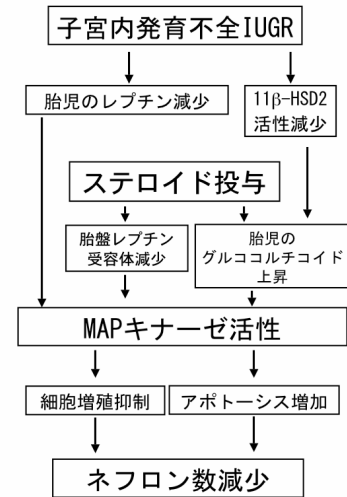 子宮内発育不全IUGR
胎児のレプチン減少
11β-HSD2
活性減少
ステロイド投与
胎盤レプチン
受容体減少
胎児の
グルココルチコイド
上昇
MAPキナーゼ活性
細胞増殖抑制
アポトーシス増加
ネフロン数減少